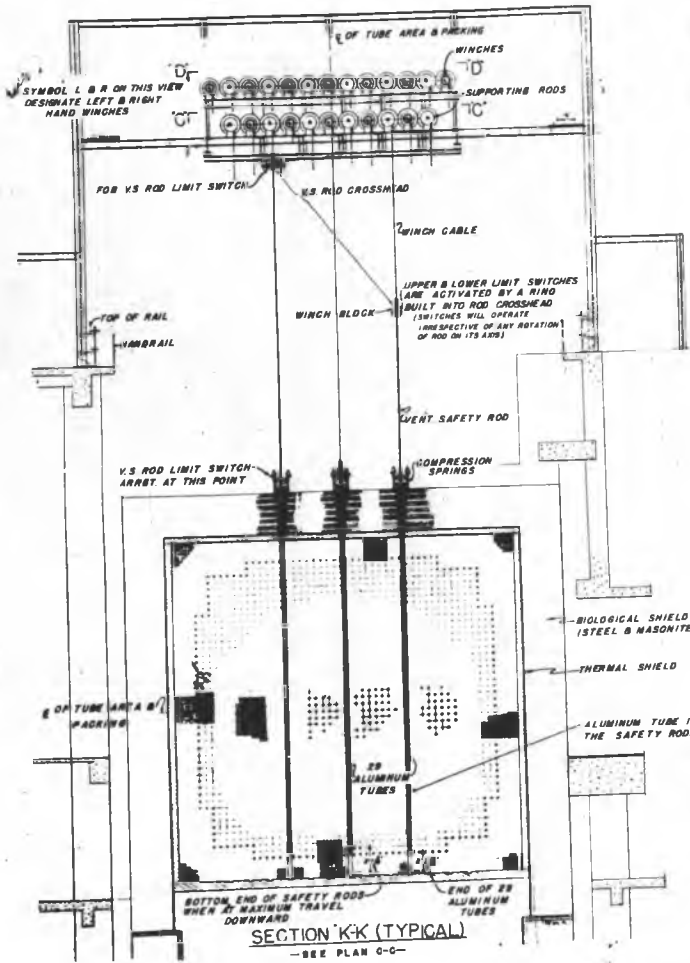 ℄ OF TUBE AREA & PACKING
WINCHES
"D"
"D"
SYMBOL L & R ON THIS VIEW
DESIGNATE LEFT & RIGHT
HAND WINCHES
SUPPORTING RODS
"C"
"C"
FOR V.S ROD LIMIT SWITCH
V.S ROD CROSSHEAD
WINCH CABLE
UPPER & LOWER LIMIT SWITCHES
ARE ACTIVATED BY A RING
BUILT INTO ROD CROSSHEAD
(SWITCHES WILL OPERATE
IRRESPECTIVE OF ANY ROTATION
OF ROD ON ITS AXIS)
WINCH BLOCK
TOP OF RAIL
HANDRAIL
VENT SAFETY ROD
V.S ROD LIMIT SWITCH
ARRGT. AT THIS POINT
COMPRESSION
SPRINGS
BIOLOGICAL SHIELD
(STEEL & MASONITE
THERMAL SHIELD
℄ OF TUBE AREA &
PACKING
ALUMINUM TUBE
THE SAFETY ROD
29
ALUMINUM
TUBES
BOTTOM END OF SAFETY RODS
WHEN AT MAXIMUM TRAVEL
DOWNWARD
END OF 29
ALUMINUM
TUBES
SECTION K-K (TYPICAL)
—SEE PLAN C-C—